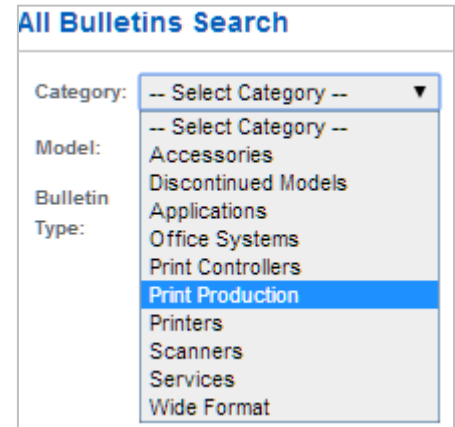 All Bulletins Search
Category: -- Select Category -- ▼
-- Select Category --
Model:
Accessories
Discontinued Models
Bulletin
Type:
Applications
Office Systems
Print Controllers
Print Production
Printers
Scanners
Services
Wide Format